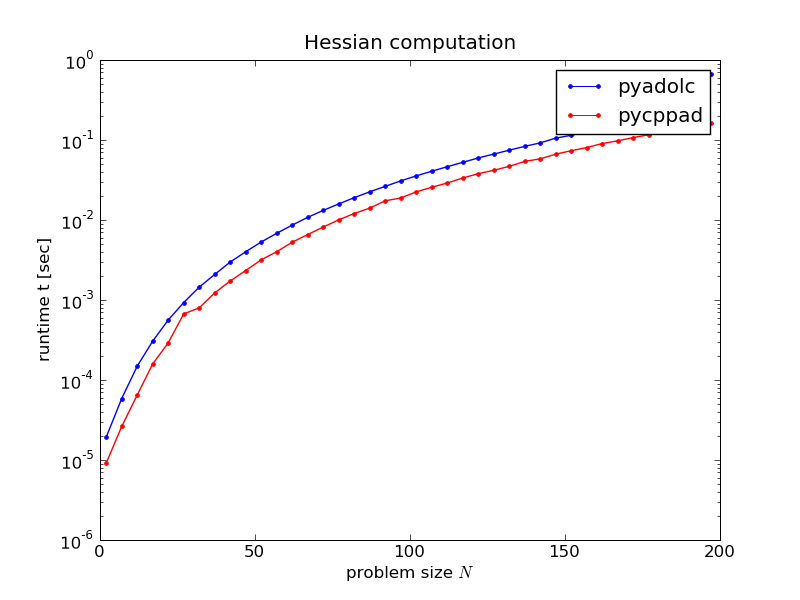 Hessian computation
10^0
10^-1
10^-2
10^-3
10^-4
10^-5
10^-6
runtime t [sec]
pyadolc
pycppad
0 50 100 150 200
problem size N